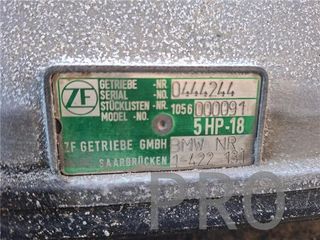 ZF
GETRIEBE -NR.
SERIAL -NO. 0444244
STÜCKLISTEN -NR.
MODEL -NO. 1056 000091
5 HP-18
ZF GETRIEBE GMBH BMW NR.
SAARBRÜCKEN 1-422 131
PRO